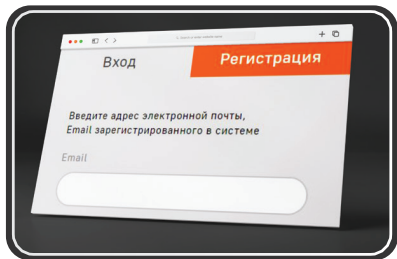 Вход
Регистрация
Введите адрес электронной почты,
Email зарегистрированного в системе
Email